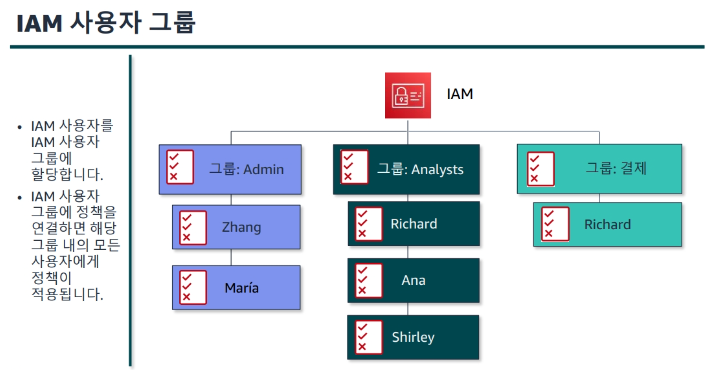 IAM 사용자 그룹
• IAM 사용자를
IAM 사용자
그룹에
할당합니다.
• IAM 사용자
그룹에 정책을
연결하면 해당
그룹 내의 모든
사용자에게
정책이
적용됩니다.
IAM
그룹: Admin
Zhang
María
그룹: Analysts
Richard
Ana
Shirley
그룹: 결제
Richard